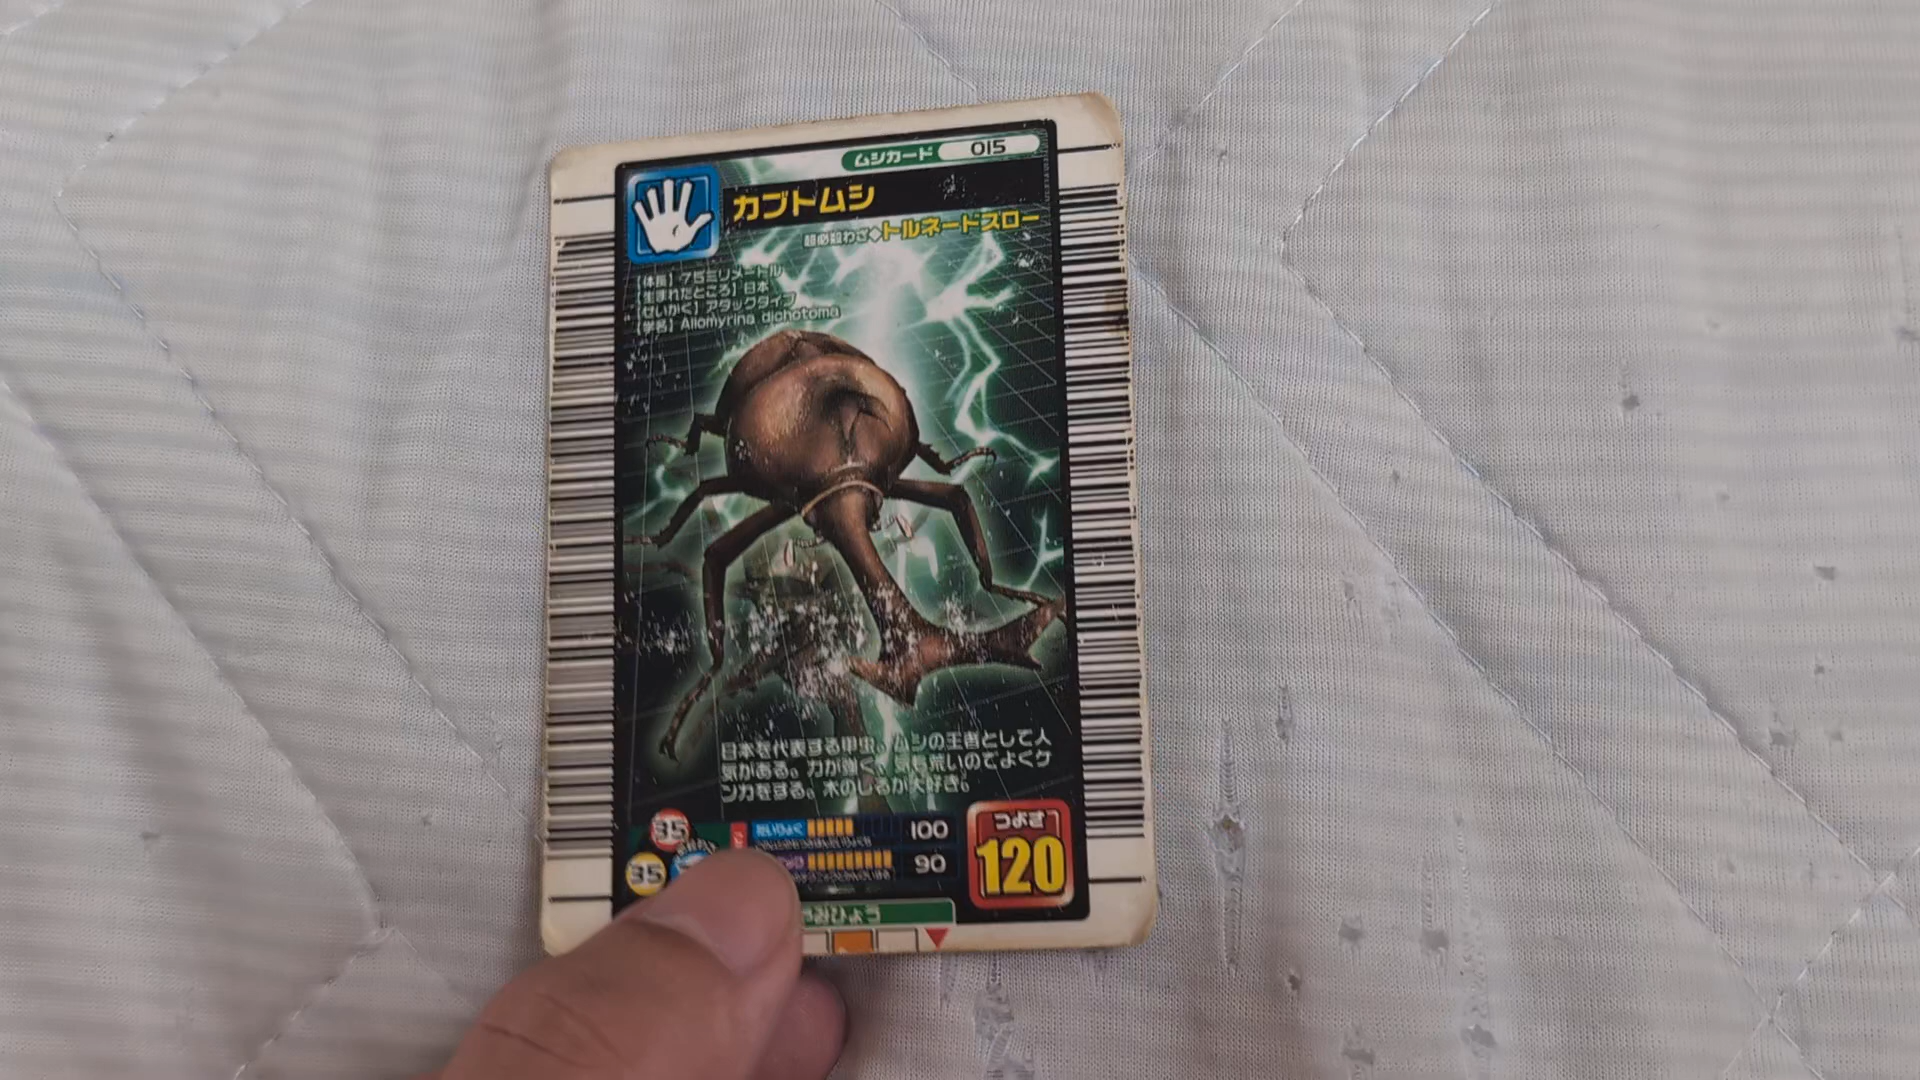 ムシカード 015
カブトムシ
超必殺わざ◆トルネードスロー
【体長】75ミリメートル
【生まれたところ】日本
【せいかく】アタックタイプ
【学名】Allomyrina dichotoma
日本を代表する甲虫。ムシの王者として人
気がある。力が強く、気も荒いのでよくケ
ンカをする。木のしるが大好き。
35
たいりょく 100
つよさ
35
90
120